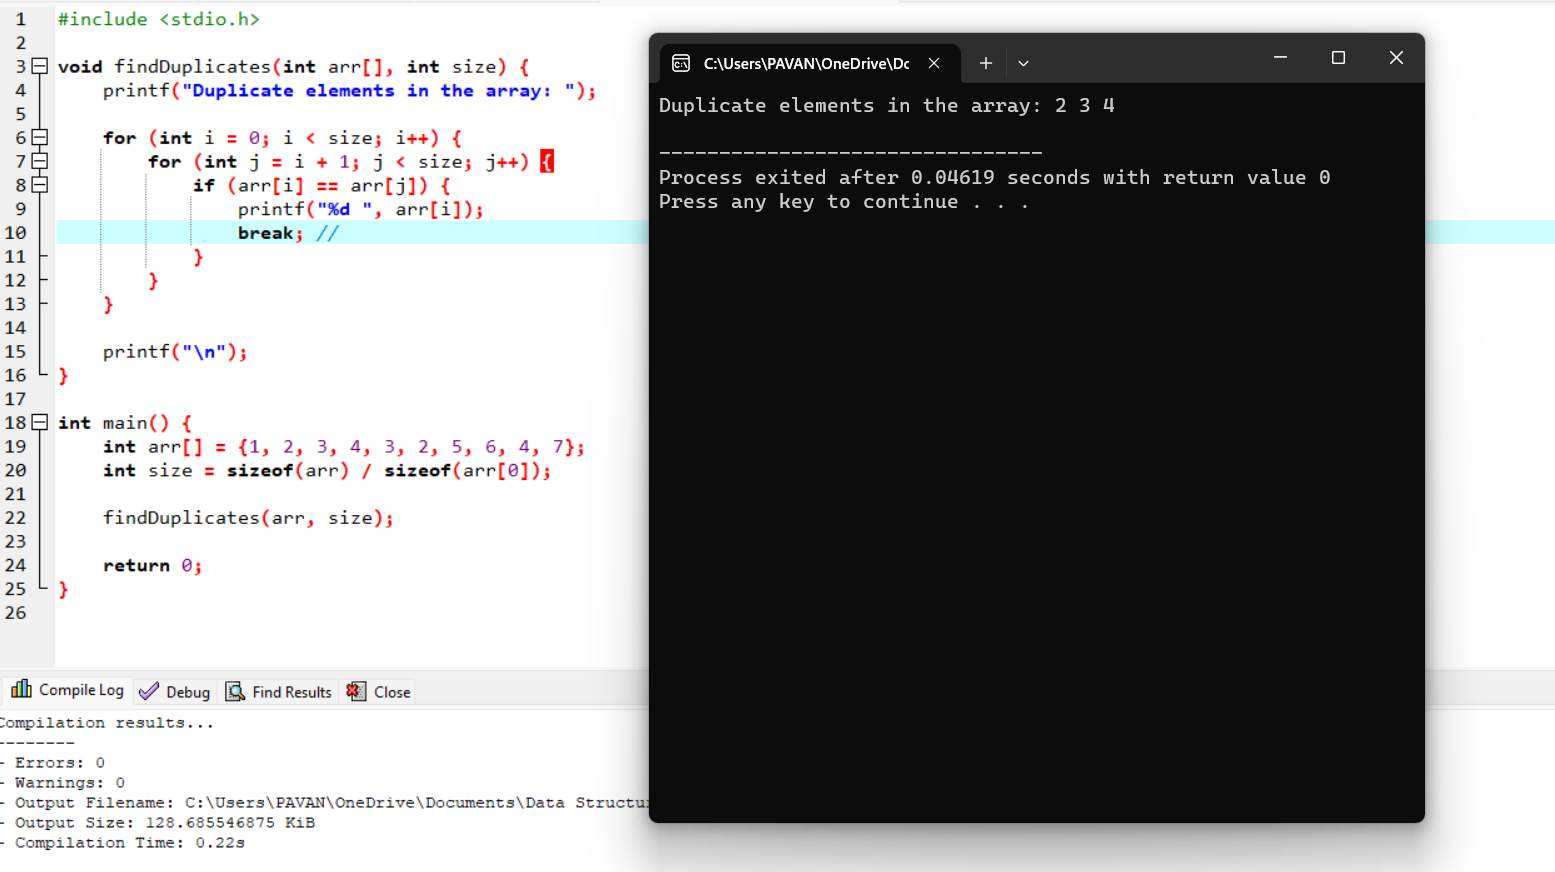 1 #include <stdio.h>
2
3 void findDuplicates(int arr[], int size) {
4     printf("Duplicate elements in the array: ");
5
6     for (int i = 0; i < size; i++) {
7         for (int j = i + 1; j < size; j++) {
8             if (arr[i] == arr[j]) {
9                 printf("%d ", arr[i]);
10                 break; //
11             }
12         }
13     }
14
15     printf("\n");
16 }
17
18 int main() {
19     int arr[] = {1, 2, 3, 4, 3, 2, 5, 6, 4, 7};
20     int size = sizeof(arr) / sizeof(arr[0]);
21
22     findDuplicates(arr, size);
23
24     return 0;
25 }
26
C:\Users\PAVAN\OneDrive\Dc
Duplicate elements in the array: 2 3 4
--------------------------------
Process exited after 0.04619 seconds with return value 0
Press any key to continue . . .
Compile Log Debug Find Results Close
Compilation results...
--------
- Errors: 0
- Warnings: 0
- Output Filename: C:\Users\PAVAN\OneDrive\Documents\Data Structu
- Output Size: 128.685546875 KiB
- Compilation Time: 0.22s